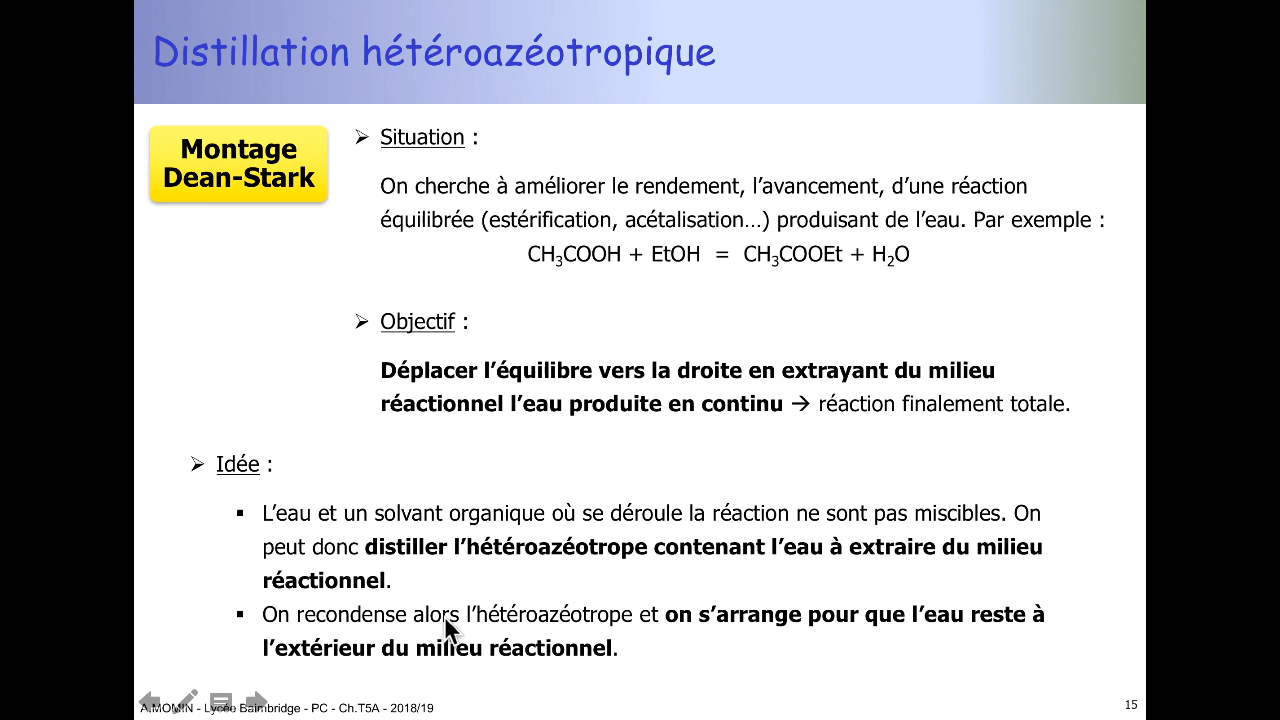 Distillation hétéroazéotropique
Montage
Dean-Stark
➢ Situation :
On cherche à améliorer le rendement, l’avancement, d’une réaction
équilibrée (estérification, acétalisation…) produisant de l’eau. Par exemple :
CH₃COOH + EtOH = CH₃COOEt + H₂O
➢ Objectif :
Déplacer l’équilibre vers la droite en extrayant du milieu
réactionnel l’eau produite en continu → réaction finalement totale.
➢ Idée :
▪ L’eau et un solvant organique où se déroule la réaction ne sont pas miscibles. On
peut donc distiller l’hétéroazéotrope contenant l’eau à extraire du milieu
réactionnel.
▪ On recondense alors l’hétéroazéotrope et on s’arrange pour que l’eau reste à
l’extérieur du milieu réactionnel.
A.MOMIN - Lycée Baimbridge - PC - Ch.T5A - 2018/19
15